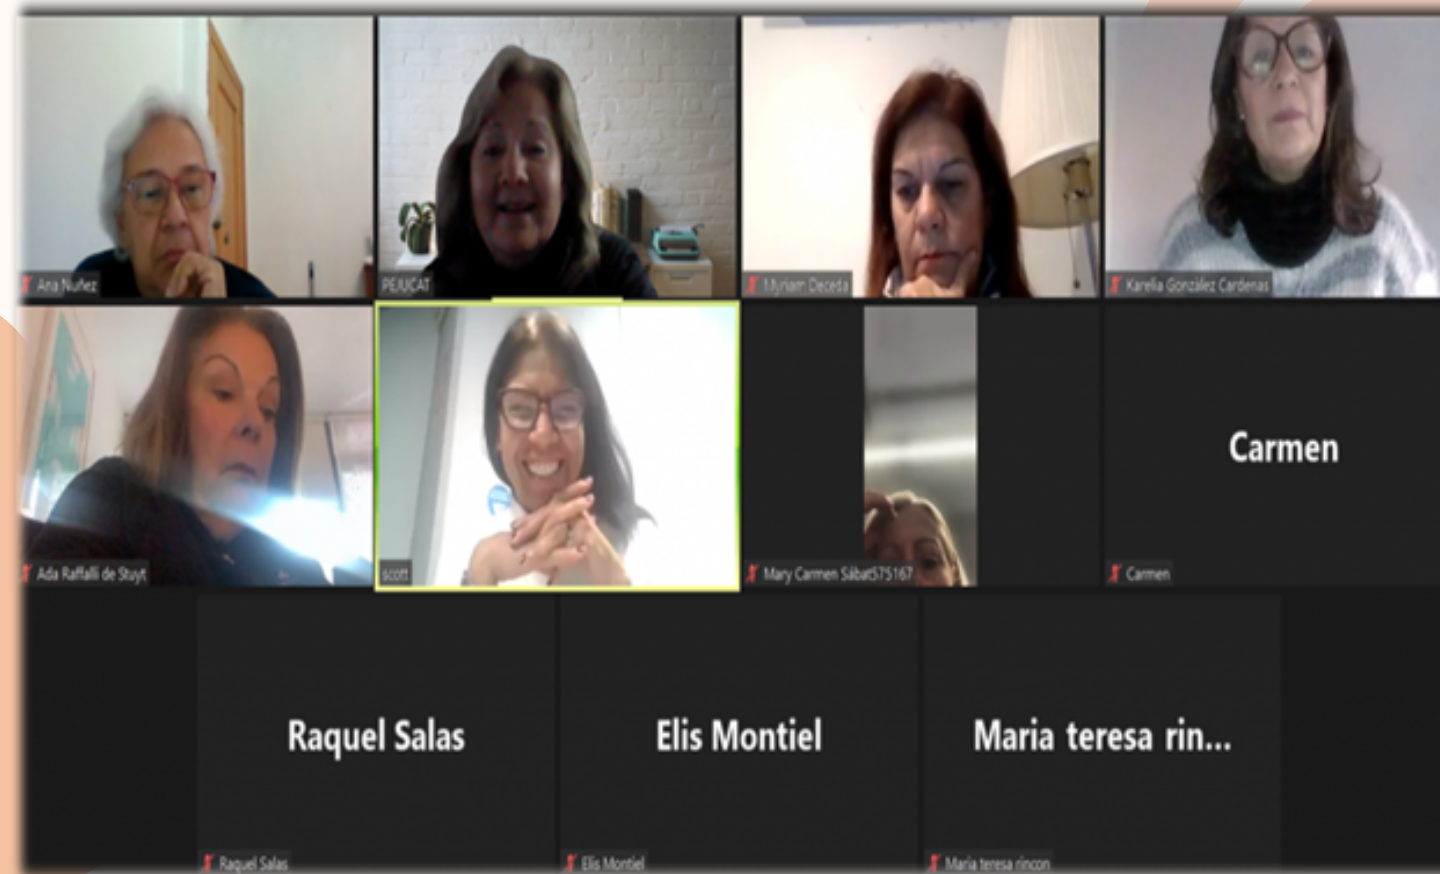 Ana Nuñez
PEJUCAT
Myriam Deceda
Karelia González Cardenas
Ada Raffalli de Stuyt
scott
Mary Carmen Sábat575167
Carmen
Carmen
Raquel Salas
Elis Montiel
Maria teresa rin...
Raquel Salas
Elis Montiel
Maria teresa rincon